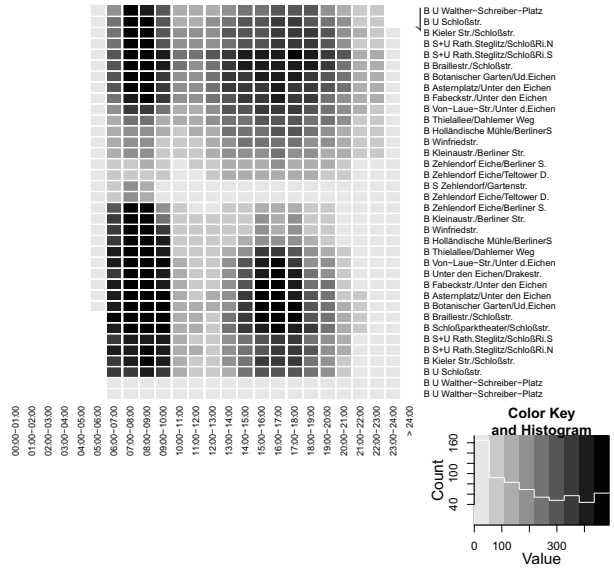 B U Walther−Schreiber−Platz
B U Schloßstr.
B Kieler Str./Schloßstr.
B S+U Rath.Steglitz/SchloßRi.N
B S+U Rath.Steglitz/SchloßRi.S
B Braillestr./Schloßstr.
B Botanischer Garten/Ud.Eichen
B Asternplatz/Unter den Eichen
B Fabeckstr./Unter den Eichen
B Von−Laue−Str./Unter d.Eichen
B Thielallee/Dahlemer Weg
B Holländische Mühle/BerlinerS
B Winfriedstr.
B Kleinaustr./Berliner Str.
B Zehlendorf Eiche/Berliner S.
B Zehlendorf Eiche/Teltower D.
B S Zehlendorf/Gartenstr.
B Zehlendorf Eiche/Teltower D.
B Zehlendorf Eiche/Berliner S.
B Kleinaustr./Berliner Str.
B Winfriedstr.
B Holländische Mühle/BerlinerS
B Thielallee/Dahlemer Weg
B Von−Laue−Str./Unter d.Eichen
B Unter den Eichen/Drakestr.
B Fabeckstr./Unter den Eichen
B Asternplatz/Unter den Eichen
B Botanischer Garten/Ud.Eichen
B Braillestr./Schloßstr.
B Schloßparktheater/Schloßstr.
B S+U Rath.Steglitz/SchloßRi.S
B S+U Rath.Steglitz/SchloßRi.N
B Kieler Str./Schloßstr.
B U Schloßstr.
B U Walther−Schreiber−Platz
B U Walther−Schreiber−Platz
00:00−01:00
01:00−02:00
02:00−03:00
03:00−04:00
04:00−05:00
05:00−06:00
06:00−07:00
07:00−08:00
08:00−09:00
09:00−10:00
10:00−11:00
11:00−12:00
12:00−13:00
13:00−14:00
14:00−15:00
15:00−16:00
16:00−17:00
17:00−18:00
18:00−19:00
19:00−20:00
20:00−21:00
21:00−22:00
22:00−23:00
23:00−24:00
> 24:00
Color Key
and Histogram
Count
40
100
160
0
100
300
Value